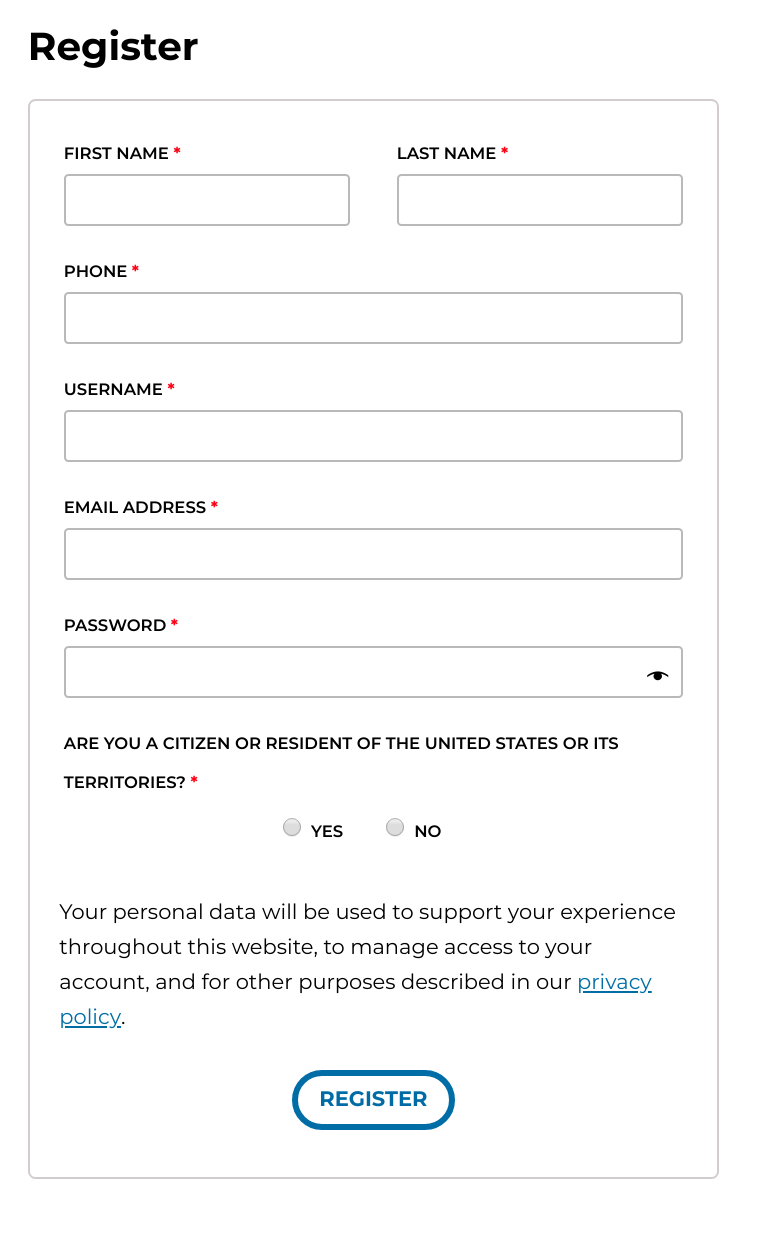 Register
FIRST NAME * LAST NAME *
PHONE *
USERNAME *
EMAIL ADDRESS *
PASSWORD *
ARE YOU A CITIZEN OR RESIDENT OF THE UNITED STATES OR ITS
TERRITORIES? *
YES NO
Your personal data will be used to support your experience
throughout this website, to manage access to your
account, and for other purposes described in our privacy
policy.
REGISTER